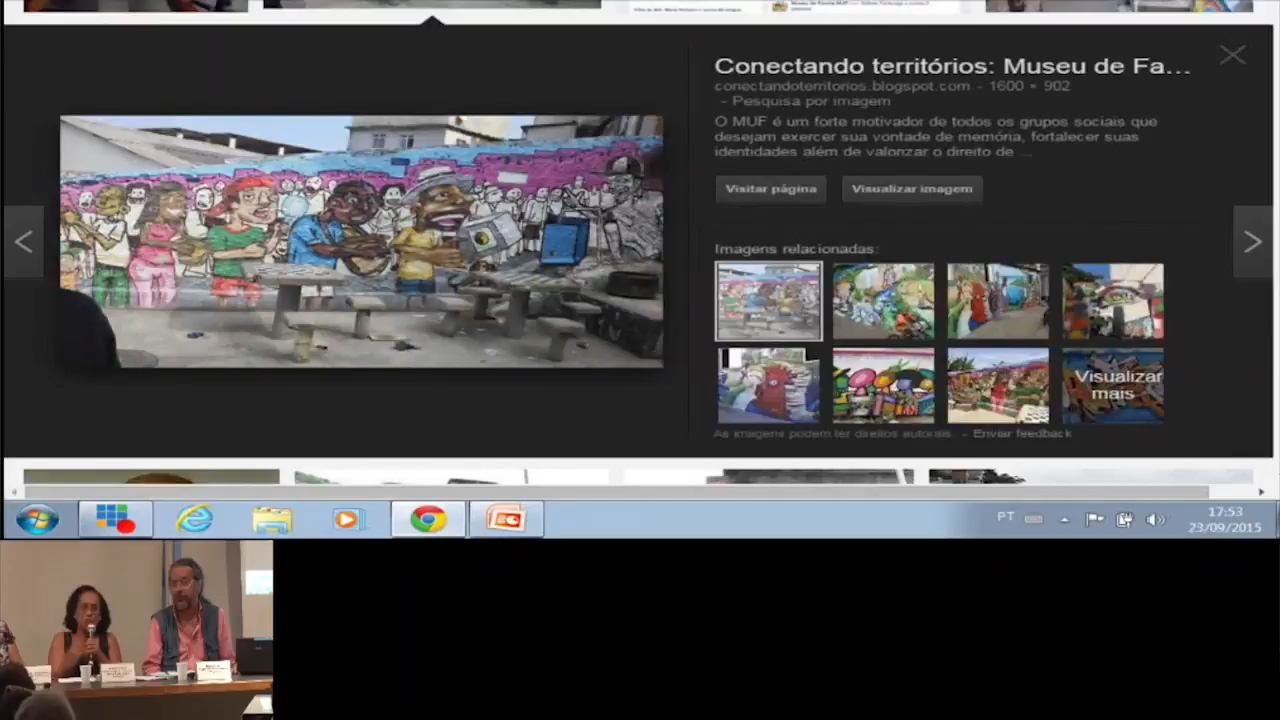 Conectando territórios: Museu de Fa...
conectandoterritorios.blogspot.com - 1600 × 902
- Pesquisa por imagem
O MUF é um forte motivador de todos os grupos sociais que
desejam exercer sua vontade de memória, fortalecer suas
identidades além de valorizar o direito de ...
Visitar página
Visualizar imagem
Imagens relacionadas:
Visualizar
mais
As imagens podem ter direitos autorais. - Enviar feedback
PT
17:53
23/09/2015